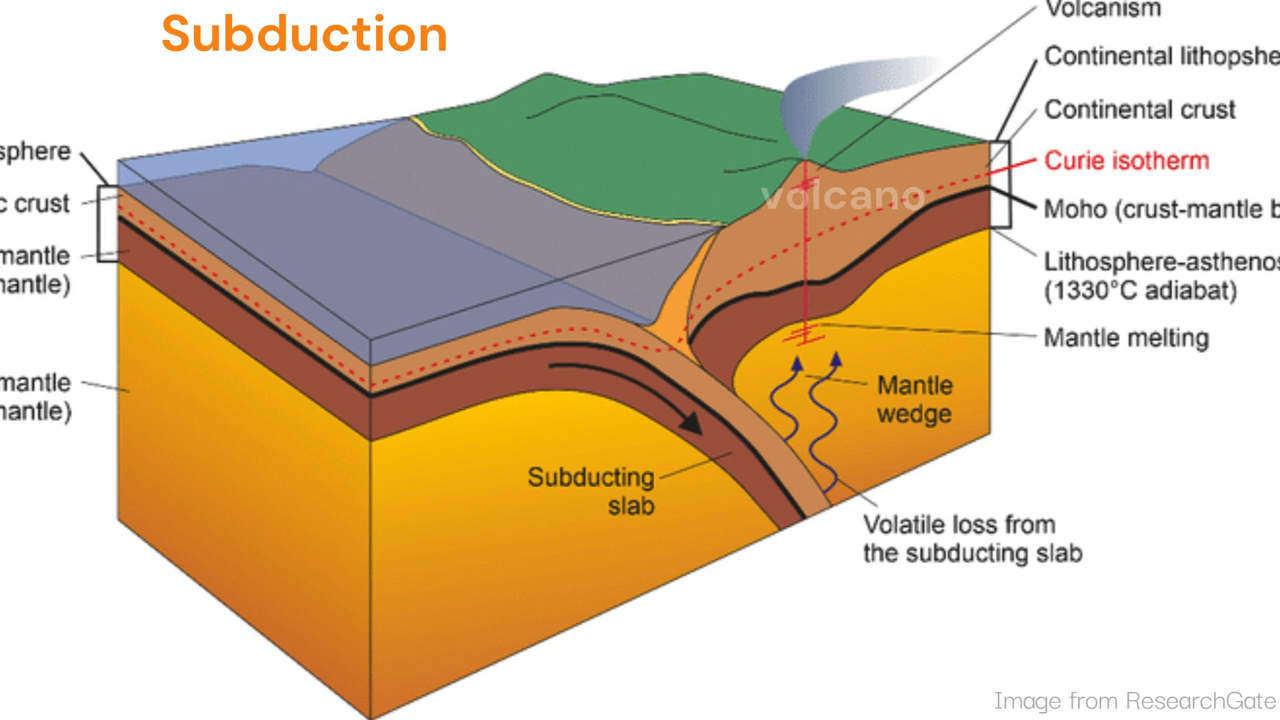 Subduction
Volcanism
Continental lithopshe
Continental crust
Curie isotherm
Moho (crust-mantle b
Lithosphere-asthenos
(1330°C adiabat)
Mantle melting
volcano
sphere
c crust
mantle
mantle)
mantle
mantle)
Mantle
wedge
Subducting
slab
Volatile loss from
the subducting slab
Image from ResearchGate